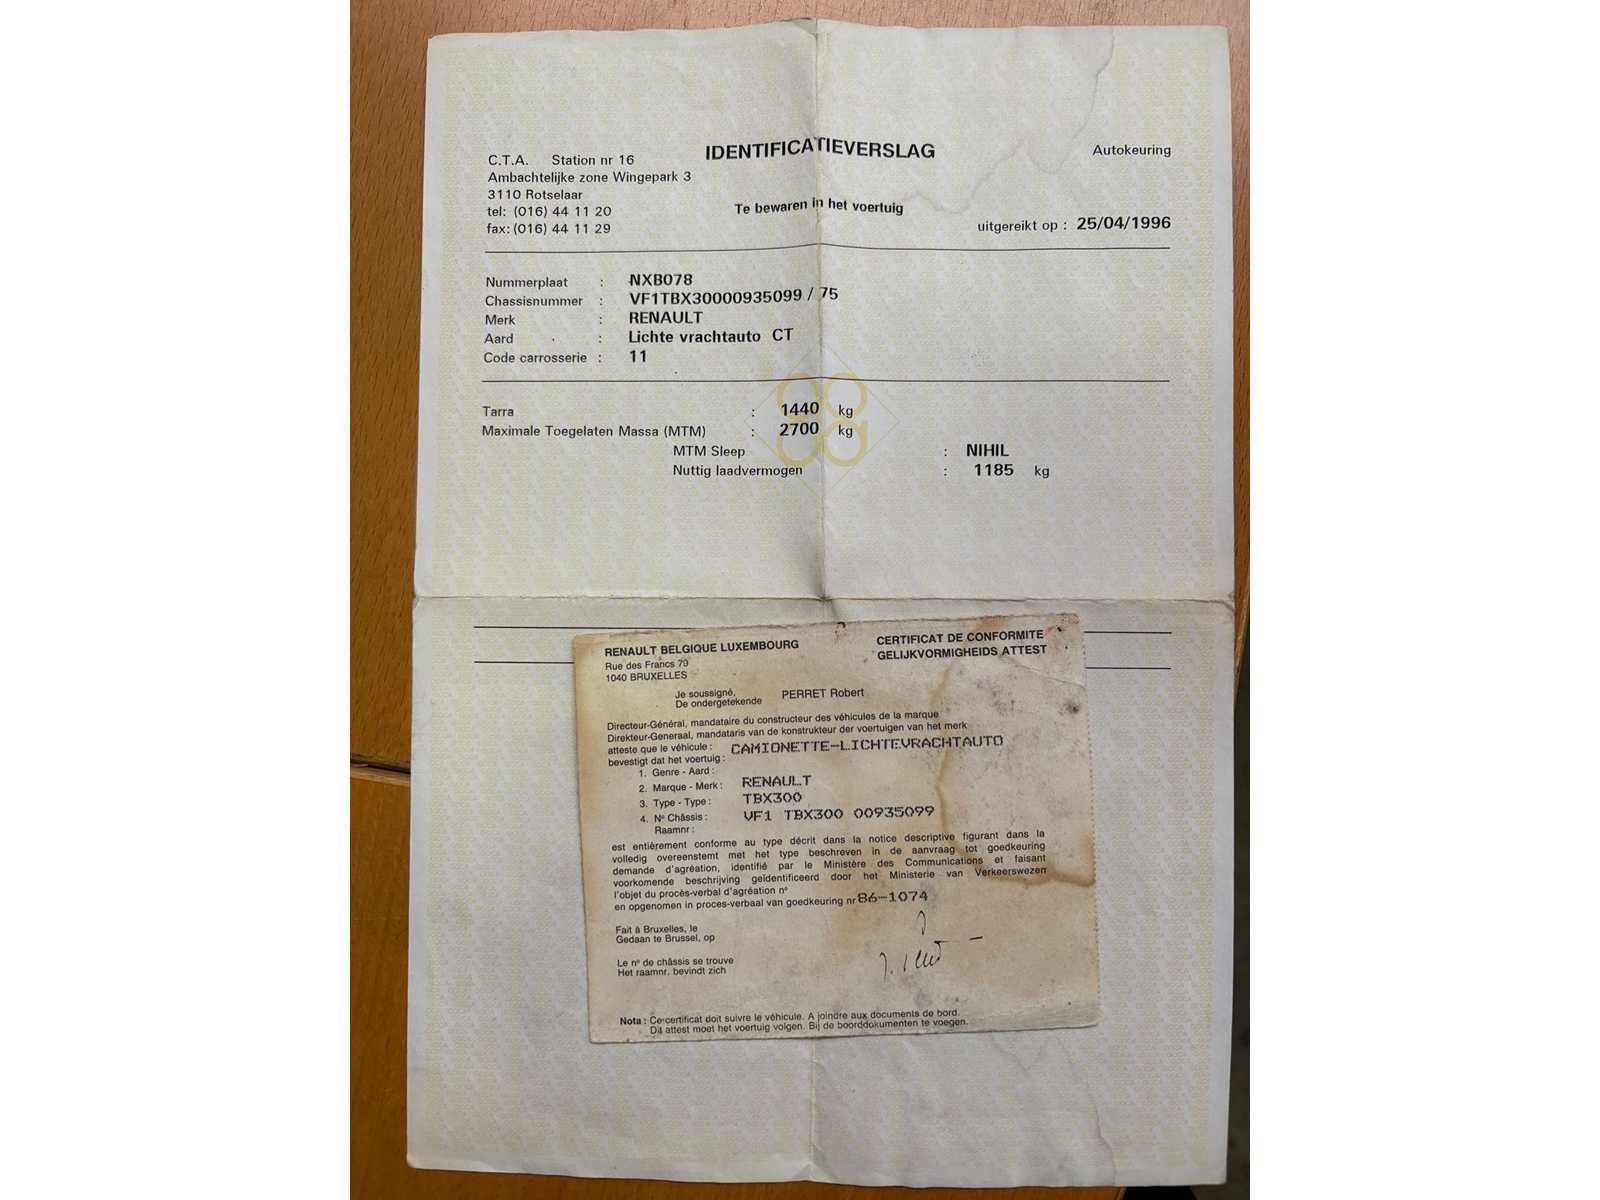 C.T.A. Station nr 16
Ambachtelijke zone Wingepark 3
3110 Rotselaar
tel: (016) 44 11 20
fax: (016) 44 11 29
IDENTIFICATIEVERSLAG
Te bewaren in het voertuig
Autokeuring
uitgereikt op : 25/04/1996
Nummerplaat : NXB078
Chassisnummer : VF1TBX30000935099 / 75
Merk : RENAULT
Aard : Lichte vrachtauto CT
Code carrosserie : 11
Tarra : 1440 kg
Maximale Toegelaten Massa (MTM) : 2700 kg
MTM Sleep : NIHIL
Nuttig laadvermogen : 1185 kg
RENAULT BELGIQUE LUXEMBOURG
Rue des Francs 79
1040 BRUXELLES
CERTIFICAT DE CONFORMITE
GELIJKVORMIGHEIDS ATTEST
Je soussigné,
De ondergetekende
PERRET Robert
Directeur-Général, mandataire du constructeur des véhicules de la marque
Direkteur-Generaal, mandataris van de konstrukteur der voertuigen van het merk
atteste que le véhicule :
bevestigt dat het voertuig :
CAMIONETTE-LICHTEVRACHTAUTO
1. Genre - Aard :
2. Marque - Merk : RENAULT
3. Type - Type : TBX300
4. N° Châssis : VF1 TBX300 00935099
Raamnr :
est entièrement conforme au type décrit dans la notice descriptive figurant dans la
volledig overeenstemt met het type beschreven in de aanvraag tot goedkeuring
demande d'agréation, identifié par le Ministère des Communications et faisant
voorkomende beschrijving geïdentificeerd door het Ministerie van Verkeerswezen
l'objet du procès-verbal d'agréation n°
en opgenomen in proces-verbaal van goedkeuring nr 86-1074
Fait à Bruxelles, le
Gedaan te Brussel, op
Le n° de châssis se trouve
Het raamnr. bevindt zich
Nota : Ce certificat doit suivre le véhicule. A joindre aux documents de bord.
Dit attest moet het voertuig volgen. Bij de boorddokumenten te voegen.